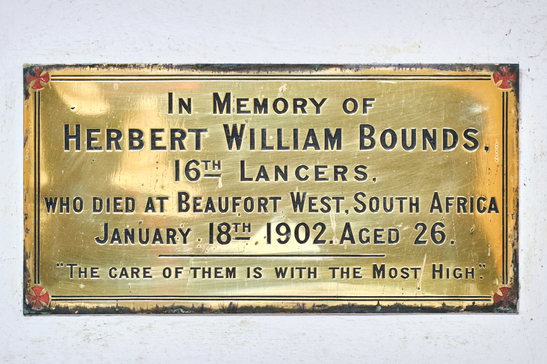 In Memory of
Herbert William Bounds.
16TH Lancers,
who died at Beaufort West, South Africa
January 18TH 1902. Aged 26.
"The care of them is with the Most High."